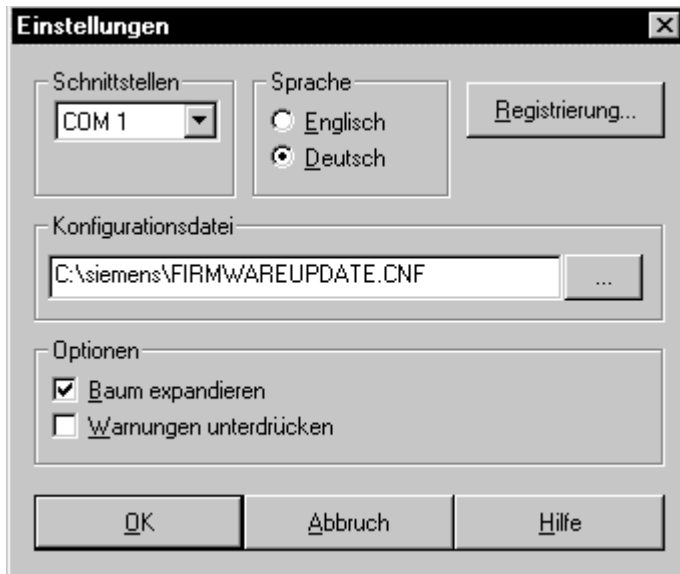 Einstellungen
Schnittstellen
COM 1
Sprache
Englisch
Deutsch
Registrierung...
Konfigurationsdatei
C:\siemens\FIRMWAREUPDATE.CNF
...
Optionen
Baum expandieren
Warnungen unterdrücken
OK
Abbruch
Hilfe